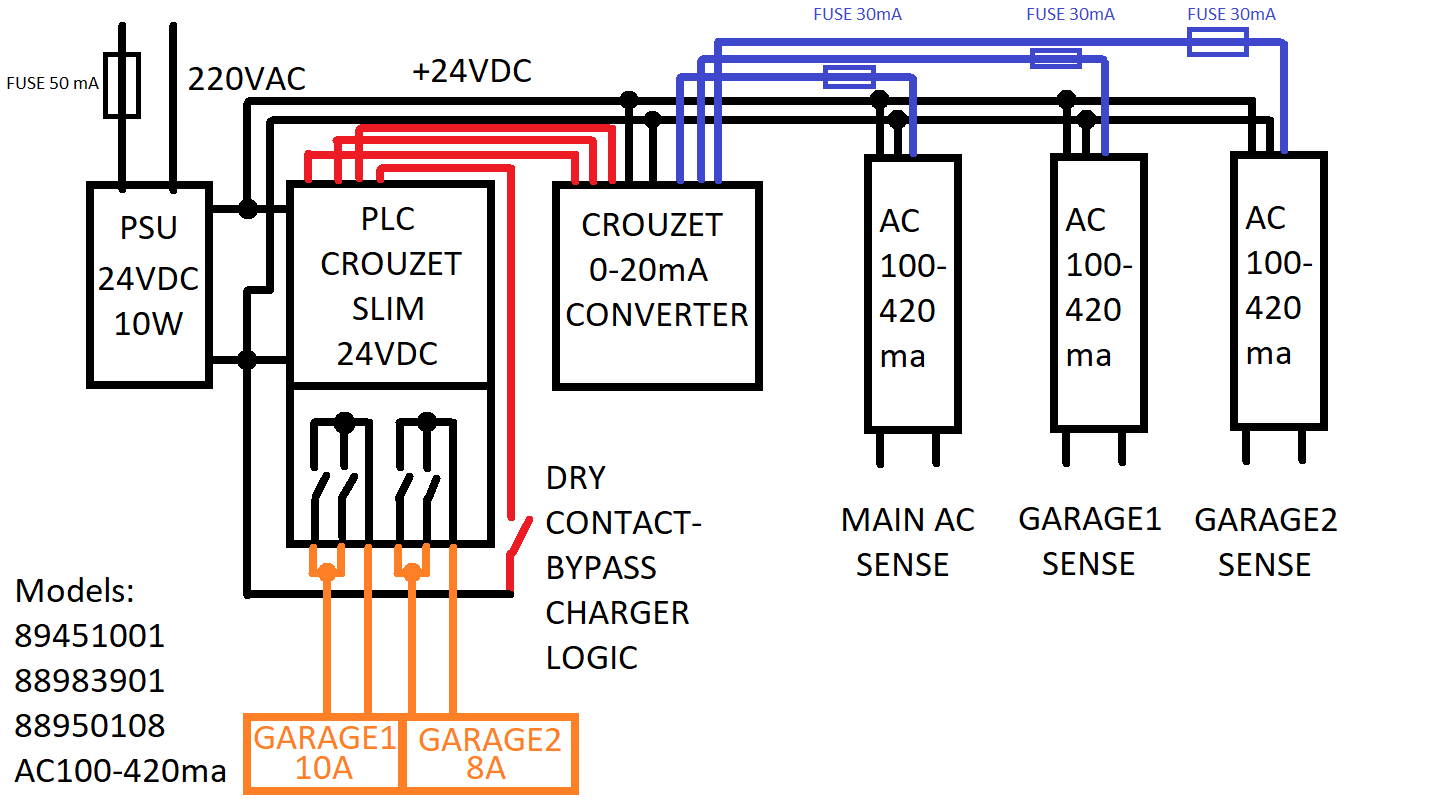 FUSE 30mA
FUSE 30mA
FUSE 30mA
FUSE 50 mA
220VAC
+24VDC
PSU
24VDC
10W
PLC
CROUZET
SLIM
24VDC
CROUZET
0-20mA
CONVERTER
AC
100-
420
ma
AC
100-
420
ma
AC
100-
420
ma
DRY
CONTACT-
BYPASS
CHARGER
LOGIC
MAIN AC
SENSE
GARAGE1
SENSE
GARAGE2
SENSE
Models:
89451001
88983901
88950108
AC100-420ma
GARAGE1
10A
GARAGE2
8A